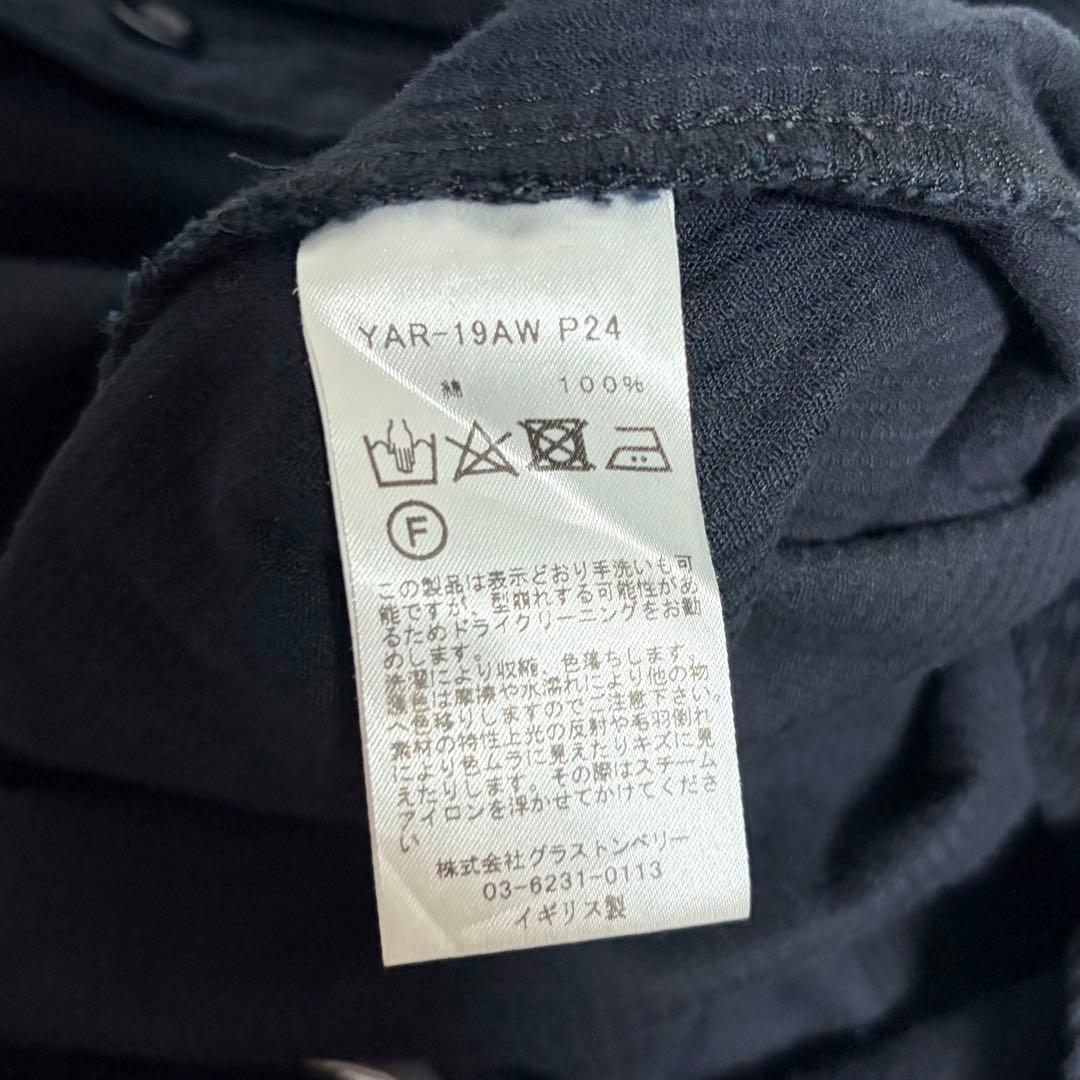 YAR-19AW P24
綿 100%
F
この製品は表示どおり手洗いも可
能ですが、型崩れする可能性があ
るためドライクリーニングをお勧
めします。
洗濯により収縮、色落ちします。
濃色は摩擦や水濡れにより他の物
へ色移りしますのでご注意下さい。
素材の特性上光の反射や毛羽倒れ
により色ムラに見えたりキズに見
えたりします。その際はスチーム
アイロンを浮かせてかけてくださ
い
株式会社グラストンベリー
03-6231-0113
イギリス製